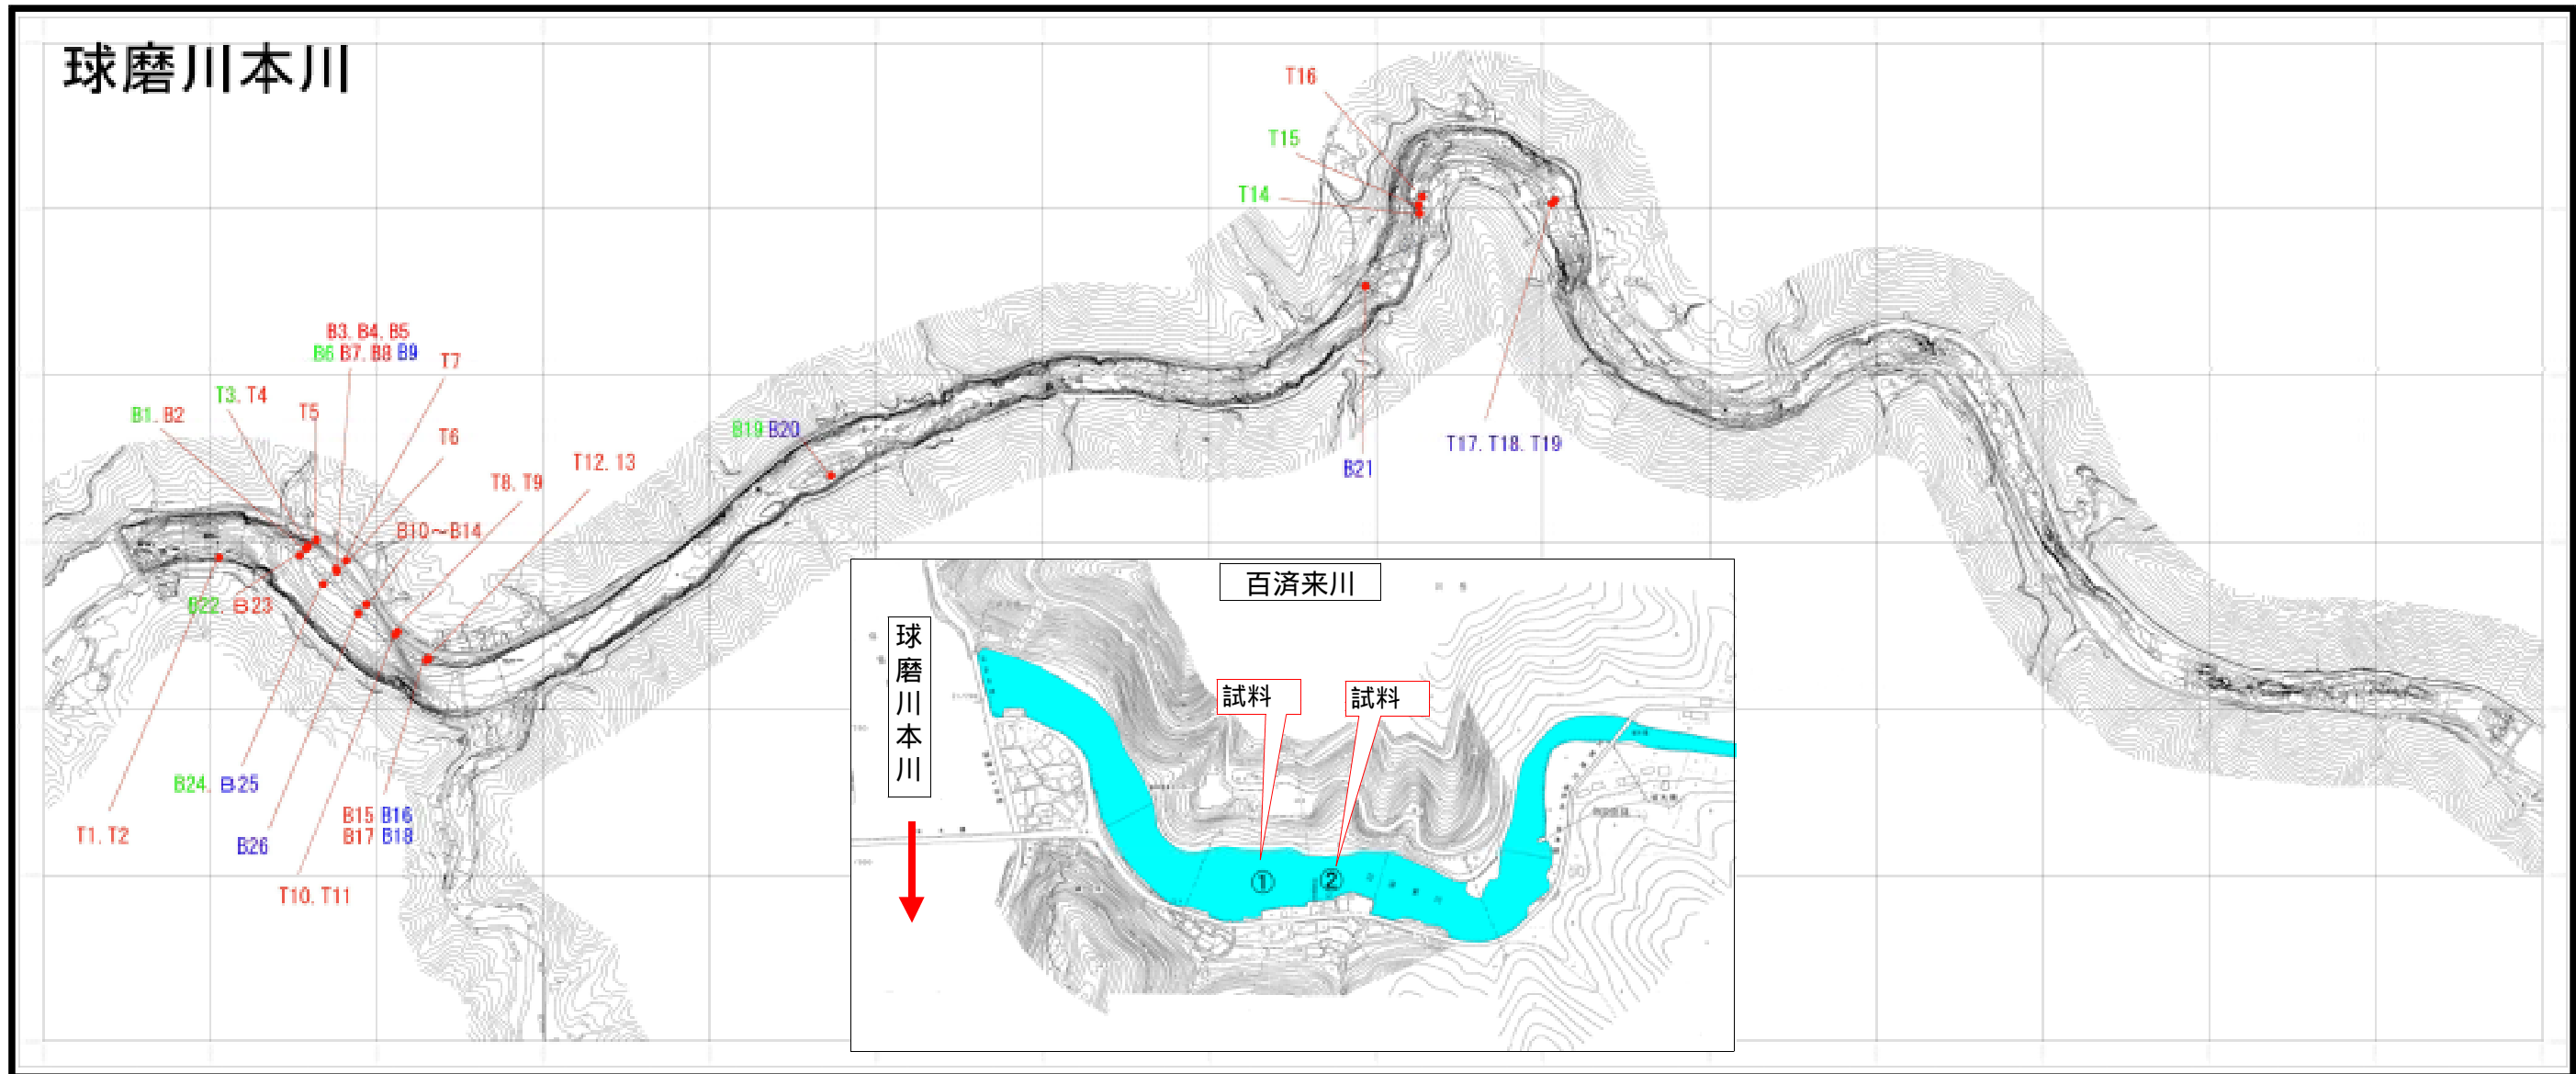 球磨川本川
T16
T15
T14
B3. B4. B5
B6 B7. B8 B9
T7
T3. T4
B1. B2
T5
T6
B19 B20
T17. T18. T19
T12. 13
B21
T8. T9
B10～B14
B22. B23
B24. B25
B15 B16
B17 B18
T1. T2
B26
T10. T11
百済来川
球磨川本川
試料
試料
①
②